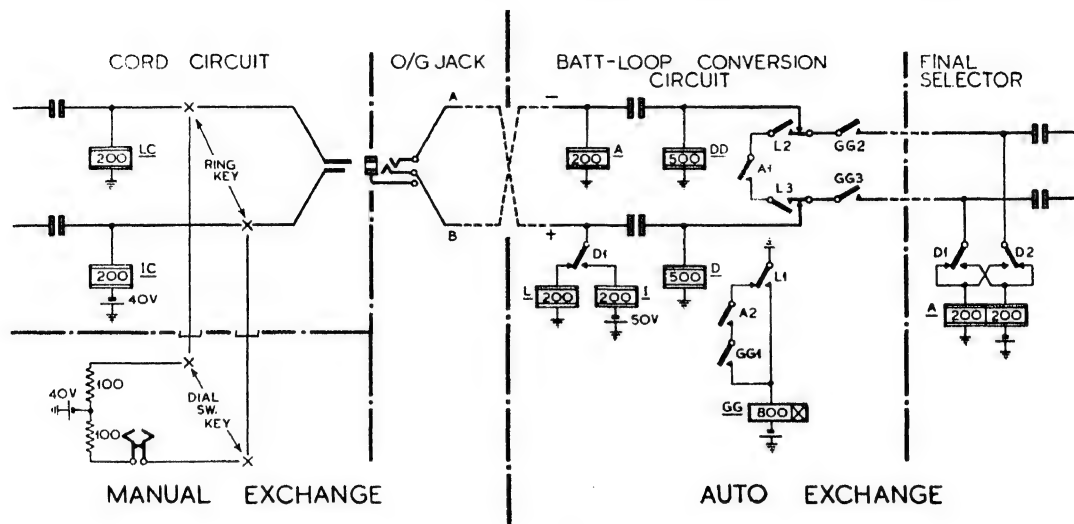 CORD CIRCUIT
O/G JACK
BATT-LOOP CONVERSION
CIRCUIT
FINAL
SELECTOR
A
−
200
LC
RING
KEY
200
A
500
DD
L2
GG2
A1
L3
GG3
B
+
200
IC
40V
D1
L
200
200
I
50V
500
D
L1
A2
GG1
GG
800
D1
D2
A
200
200
40V
100
100
DIAL
SW.
KEY
MANUAL EXCHANGE
AUTO EXCHANGE